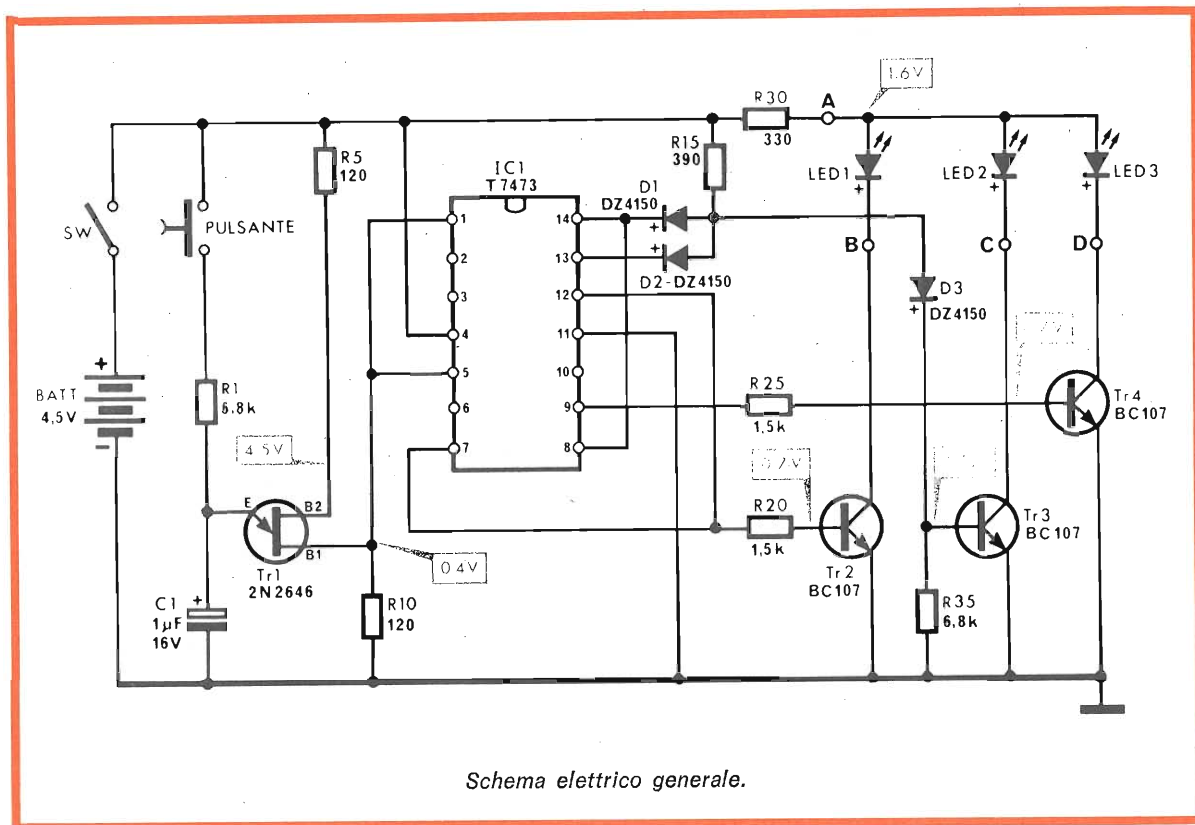 1.6V
R30
A
330
R15
390
R5
120
IC1
T7473
D1
DZ4150
LED1
+
LED2
+
LED3
+
SW
PULSANTE
1
2
3
4
5
6
7
14
13
12
11
10
9
8
+
+
D2-DZ4150
B
C
D
D3
DZ4150
+
BATT
4,5V
+
−
R1
6.8k
R25
1,5k
Tr4
BC107
4.5V
0.7V
E
B2
B1
Tr1
2N2646
0.4V
R20
1,5k
Tr2
BC107
Tr3
BC107
C1
1µF
16V
+
R10
120
R35
6,8k
Schema elettrico generale.